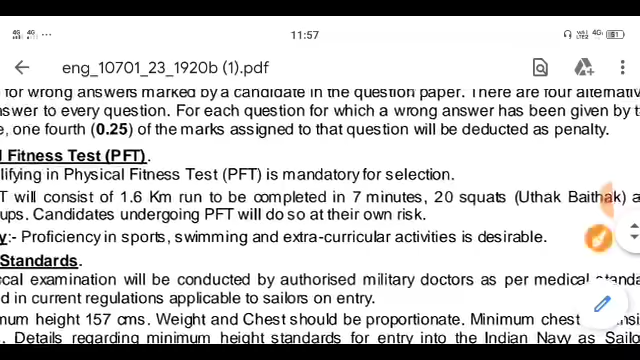 11:57
4G 51
eng_10701_23_1920b (1).pdf
for wrong answers marked by a candidate in the question paper. There are four alternativ
nswer to every question. For each question for which a wrong answer has been given by t
e, one fourth (0.25) of the marks assigned to that question will be deducted as penalty.
l Fitness Test (PFT).
lifying in Physical Fitness Test (PFT) is mandatory for selection.
T will consist of 1.6 Km run to be completed in 7 minutes, 20 squats (Uthak Baithak) a
ups. Candidates undergoing PFT will do so at their own risk.
y:- Proficiency in sports, swimming and extra-curricular activities is desirable.
Standards.
ical examination will be conducted by authorised military doctors as per medical standa
d in current regulations applicable to sailors on entry.
mum height 157 cms. Weight and Chest should be proportionate. Minimum chest
. Details regarding minimum height standards for entry into the Indian Navy as Sailo